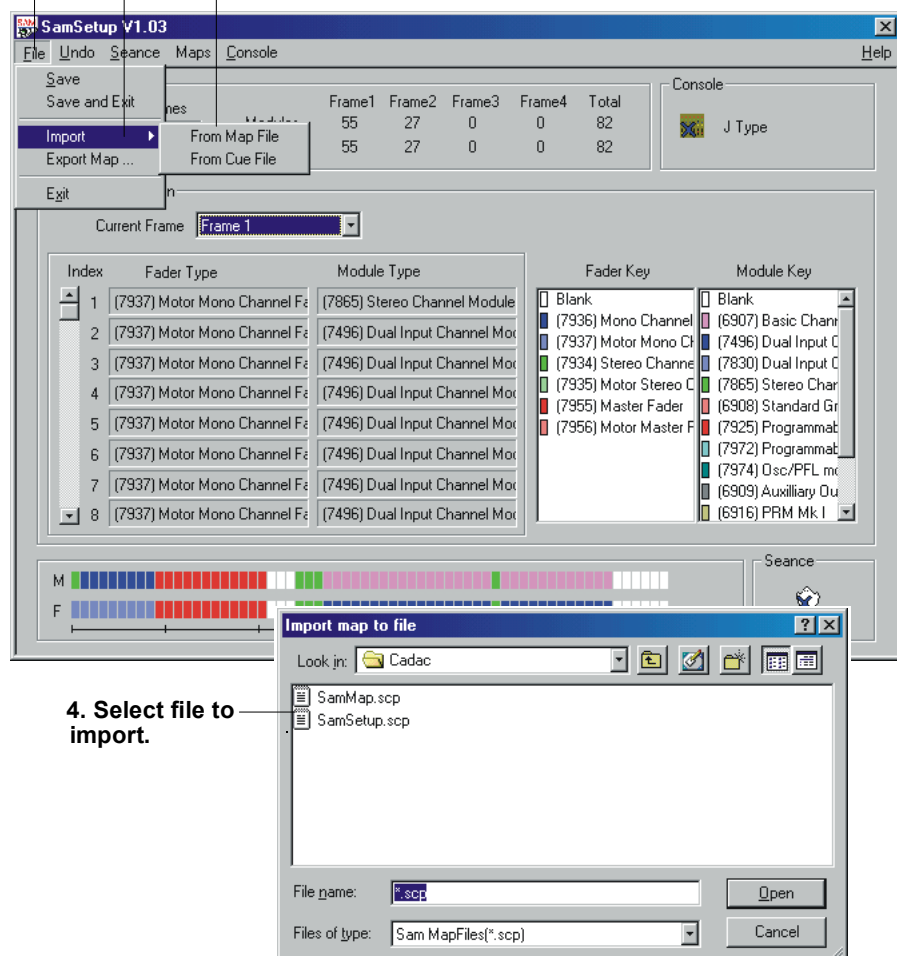 SamSetup V1.03
File Undo Seance Maps Console Help
Save
Save and Exit
Import
Export Map ...
Exit
From Map File
From Cue File
Frame1 Frame2 Frame3 Frame4 Total
55 27 0 0 82
55 27 0 0 82
Console
J Type
Current Frame Frame 1
Index Fader Type Module Type
1 (7937) Motor Mono Channel Fa (7865) Stereo Channel Module
2 (7937) Motor Mono Channel Fa (7496) Dual Input Channel Mod
3 (7937) Motor Mono Channel Fa (7496) Dual Input Channel Mod
4 (7937) Motor Mono Channel Fa (7496) Dual Input Channel Mod
5 (7937) Motor Mono Channel Fa (7496) Dual Input Channel Mod
6 (7937) Motor Mono Channel Fa (7496) Dual Input Channel Mod
7 (7937) Motor Mono Channel Fa (7496) Dual Input Channel Mod
8 (7937) Motor Mono Channel Fa (7496) Dual Input Channel Mod
Fader Key
Blank
(7936) Mono Channel
(7937) Motor Mono Ch
(7934) Stereo Channe
(7935) Motor Stereo C
(7955) Master Fader
(7956) Motor Master F
Module Key
Blank
(6907) Basic Chann
(7496) Dual Input C
(7830) Dual Input C
(7865) Stereo Char
(6908) Standard Gr
(7925) Programmab
(7972) Programmab
(7974) Osc/PFL mo
(6909) Auxilliary Ou
(6916) PRM Mk I
M
F
Seance
Import map to file
Look in: Cadac
SamMap.scp
SamSetup.scp
4. Select file to
import.
File name: *.scp Open
Files of type: Sam MapFiles(*.scp) Cancel